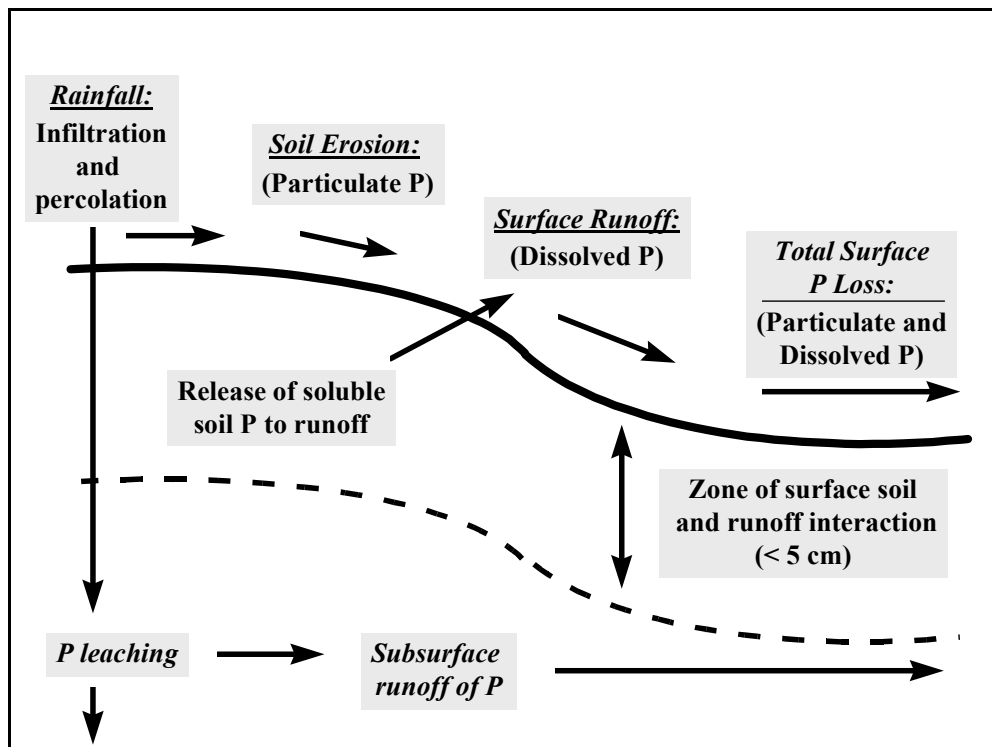 Rainfall:
Infiltration
and
percolation
Soil Erosion:
(Particulate P)
Surface Runoff:
(Dissolved P)
Total Surface
P Loss:
(Particulate and
Dissolved P)
Release of soluble
soil P to runoff
Zone of surface soil
and runoff interaction
(< 5 cm)
P leaching
Subsurface
runoff of P